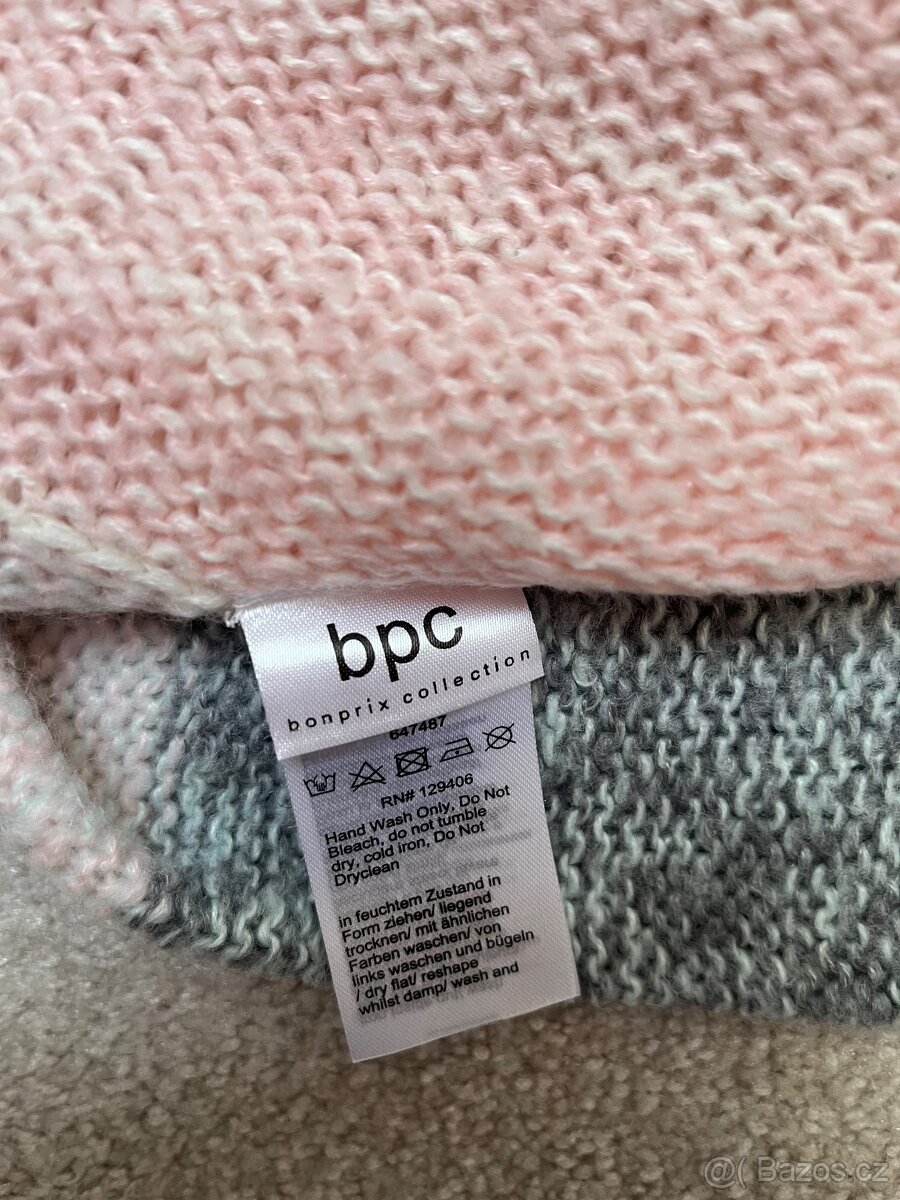 bpc
bonprix collection
647487
RN# 129406
Hand Wash Only, Do Not
Bleach, do not tumble
dry, cold iron, Do Not
Dryclean
in feuchtem Zustand in
Form ziehen/ liegend
trocknen/ mit ähnlichen
Farben waschen/ von
links waschen und bügeln
/ dry flat/ reshape
whilst damp/ wash and
@( Bazos.cz